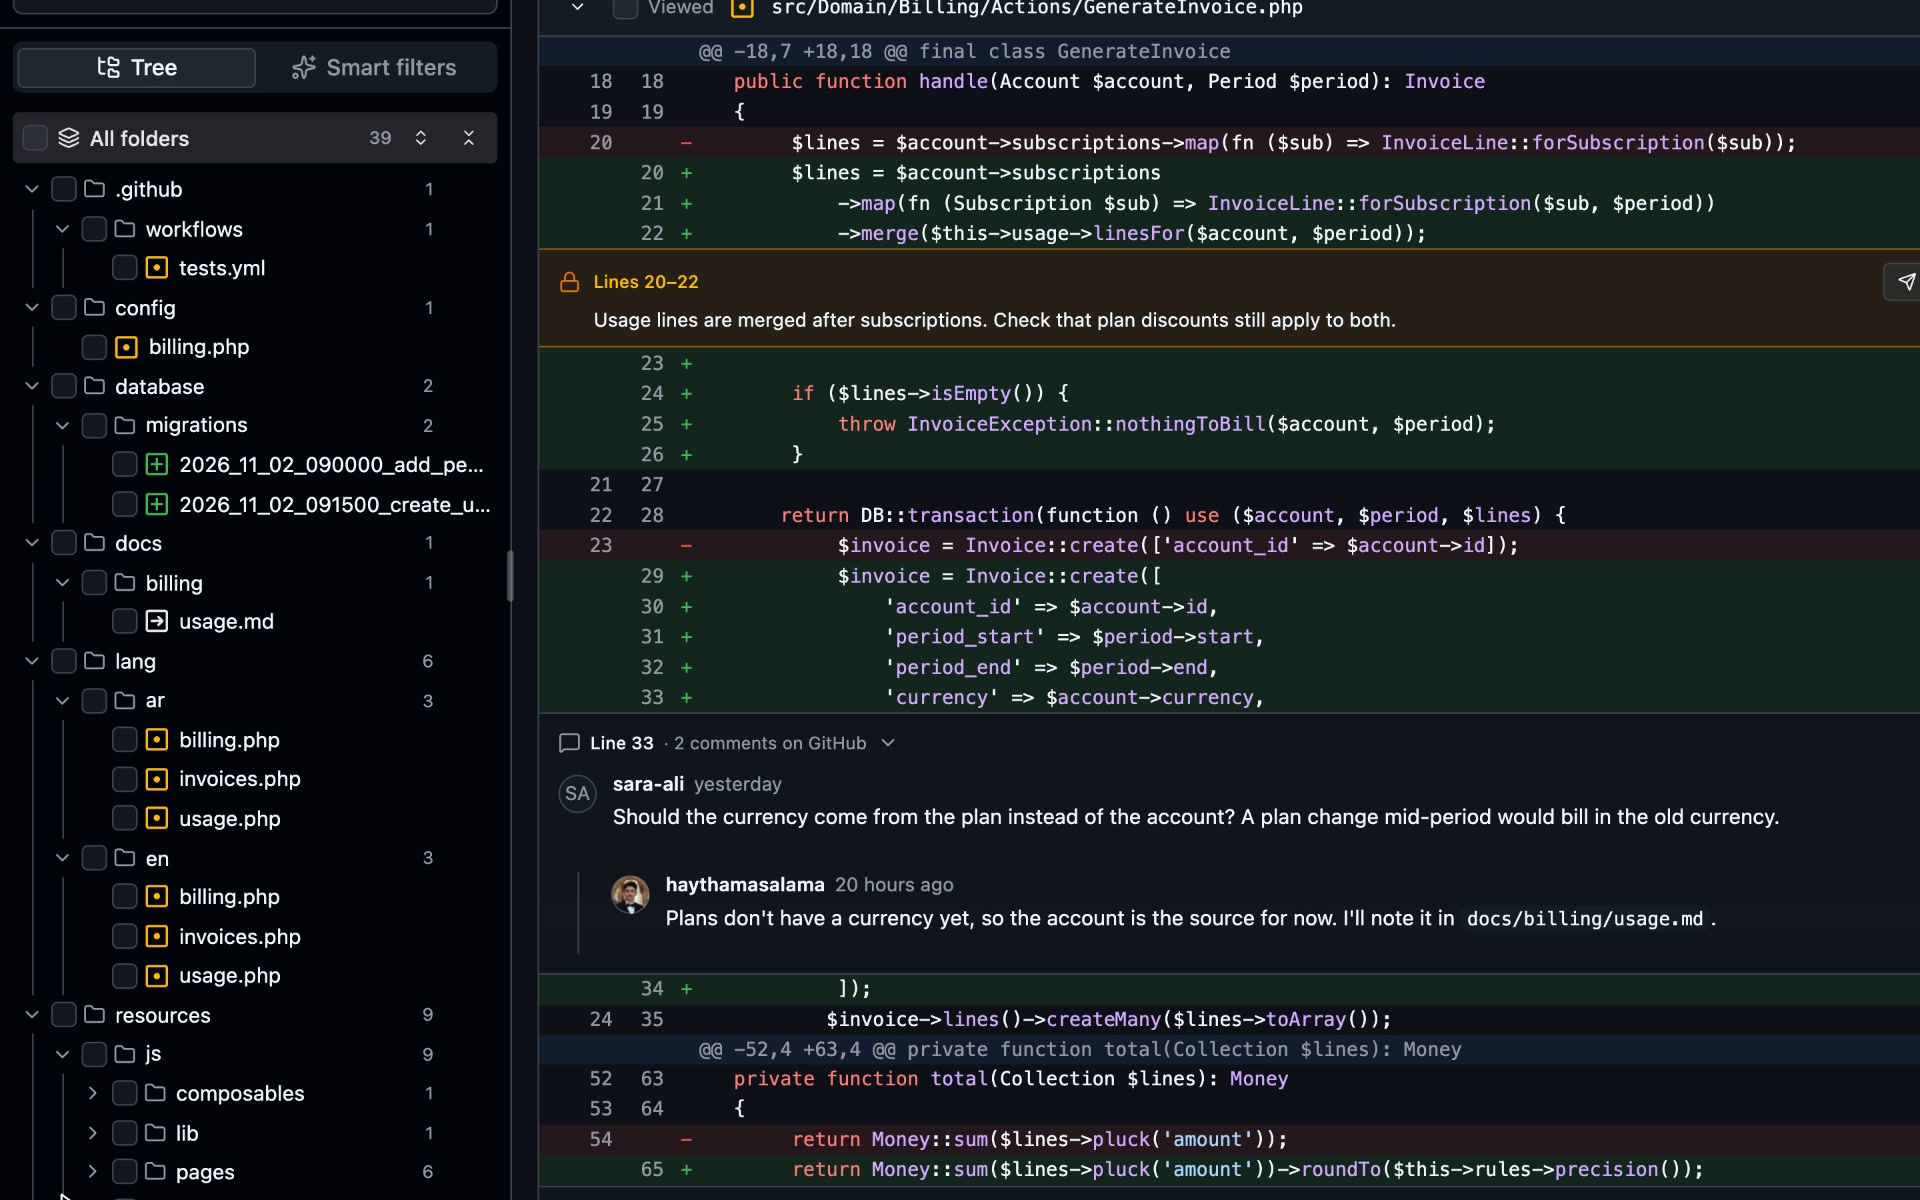 Tree
Smart filters
All folders 39
.github 1
workflows 1
tests.yml
config 1
billing.php
database 2
migrations 2
2026_11_02_090000_add_pe...
2026_11_02_091500_create_u...
docs 1
billing 1
usage.md
lang 6
ar 3
billing.php
invoices.php
usage.php
en 3
billing.php
invoices.php
usage.php
resources 9
js 9
composables 1
lib 1
pages 6
Viewed src/Domain/Billing/Actions/GenerateInvoice.php
@@ -18,7 +18,18 @@ final class GenerateInvoice
18 18 public function handle(Account $account, Period $period): Invoice
19 19 {
20 - $lines = $account->subscriptions->map(fn ($sub) => InvoiceLine::forSubscription($sub));
20 + $lines = $account->subscriptions
21 + ->map(fn (Subscription $sub) => InvoiceLine::forSubscription($sub, $period))
22 + ->merge($this->usage->linesFor($account, $period));
Lines 20–22
Usage lines are merged after subscriptions. Check that plan discounts still apply to both.
23 +
24 + if ($lines->isEmpty()) {
25 + throw InvoiceException::nothingToBill($account, $period);
26 + }
21 27
22 28 return DB::transaction(function () use ($account, $period, $lines) {
23 - $invoice = Invoice::create(['account_id' => $account->id]);
29 + $invoice = Invoice::create([
30 + 'account_id' => $account->id,
31 + 'period_start' => $period->start,
32 + 'period_end' => $period->end,
33 + 'currency' => $account->currency,
Line 33 · 2 comments on GitHub
SA sara-ali yesterday
Should the currency come from the plan instead of the account? A plan change mid-period would bill in the old currency.
haythamasalama 20 hours ago
Plans don't have a currency yet, so the account is the source for now. I'll note it in docs/billing/usage.md .
34 + ]);
24 35 $invoice->lines()->createMany($lines->toArray());
@@ -52,4 +63,4 @@ private function total(Collection $lines): Money
52 63 private function total(Collection $lines): Money
53 64 {
54 - return Money::sum($lines->pluck('amount'));
65 + return Money::sum($lines->pluck('amount'))->roundTo($this->rules->precision());